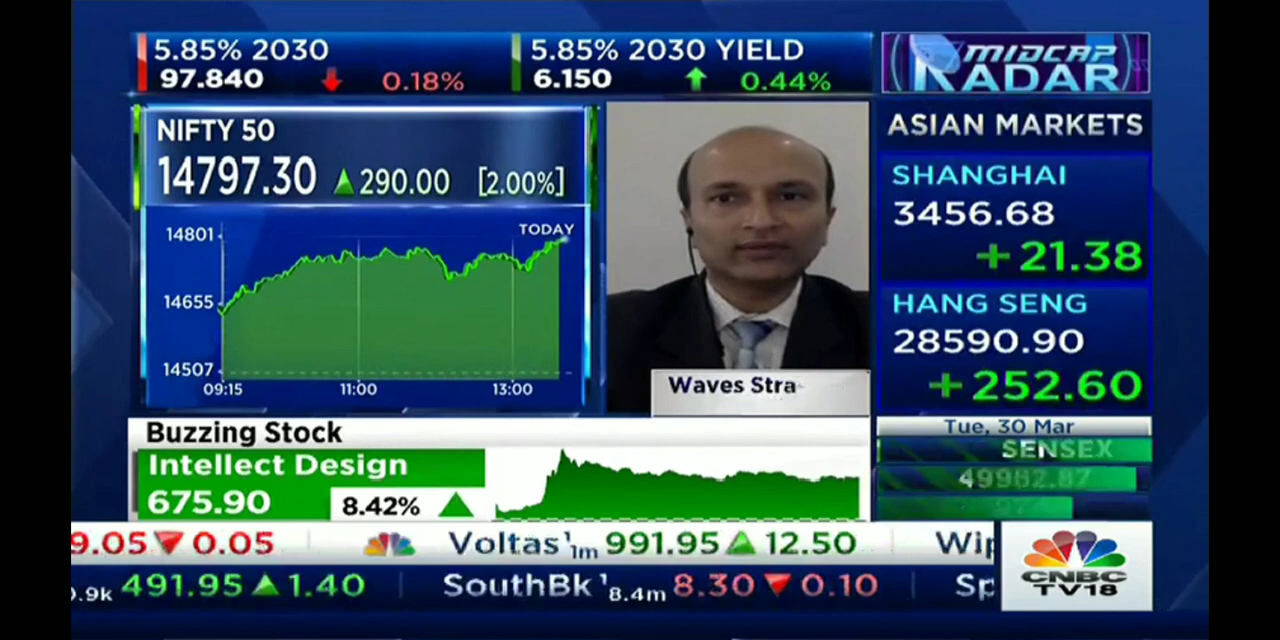 5.85% 2030
97.840 0.18%
5.85% 2030 YIELD
6.150 0.44%
MIDCAP
RADAR
NIFTY 50
14797.30 290.00 [2.00%]
TODAY
14801
14655
14507
09:15 11:00 13:00
Waves Stra
ASIAN MARKETS
SHANGHAI
3456.68
+21.38
HANG SENG
28590.90
+252.60
Tue, 30 Mar
SENSEX
Buzzing Stock
Intellect Design
675.90
8.42%
9.05 0.05 Voltas 1m 991.95 12.50 Wip
.9k 491.95 1.40 SouthBk 8.4m 8.30 0.10 Sp
CNBC
TV18